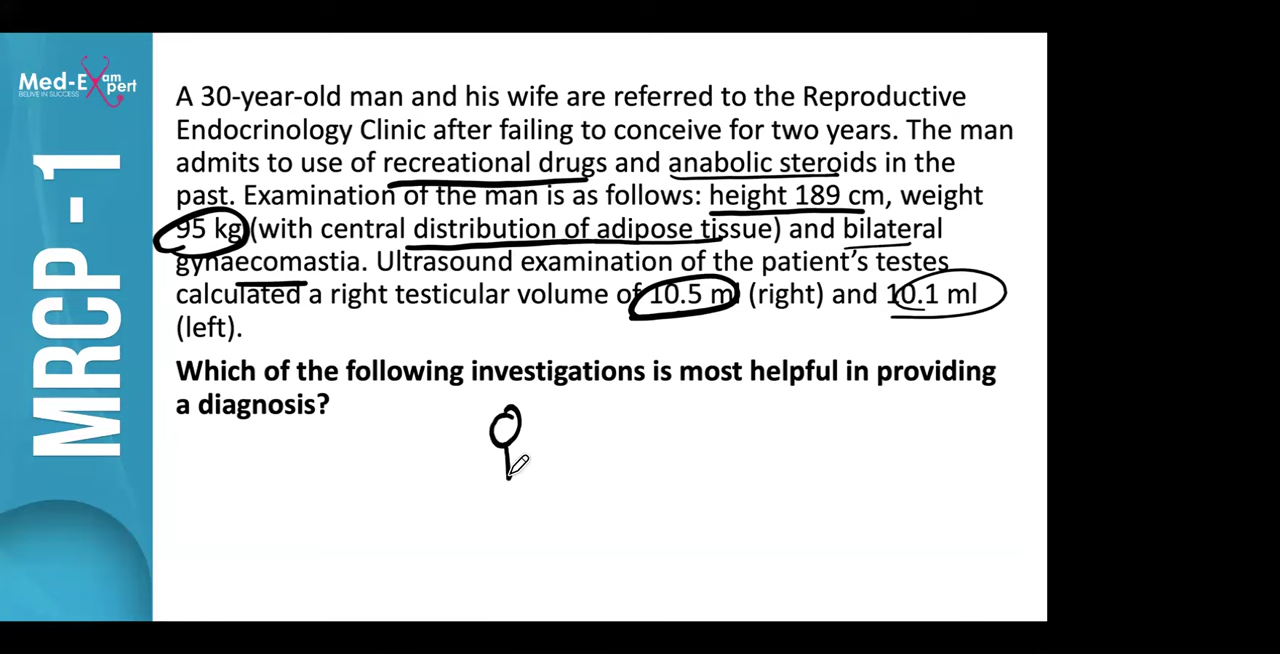 Med-Exam
Expert
BELIVE IN SUCCESS
MRCP - 1
A 30-year-old man and his wife are referred to the Reproductive
Endocrinology Clinic after failing to conceive for two years. The man
admits to use of recreational drugs and anabolic steroids in the
past. Examination of the man is as follows: height 189 cm, weight
95 kg (with central distribution of adipose tissue) and bilateral
gynaecomastia. Ultrasound examination of the patient's testes
calculated a right testicular volume of 10.5 ml (right) and 10.1 ml
(left).
Which of the following investigations is most helpful in providing
a diagnosis?